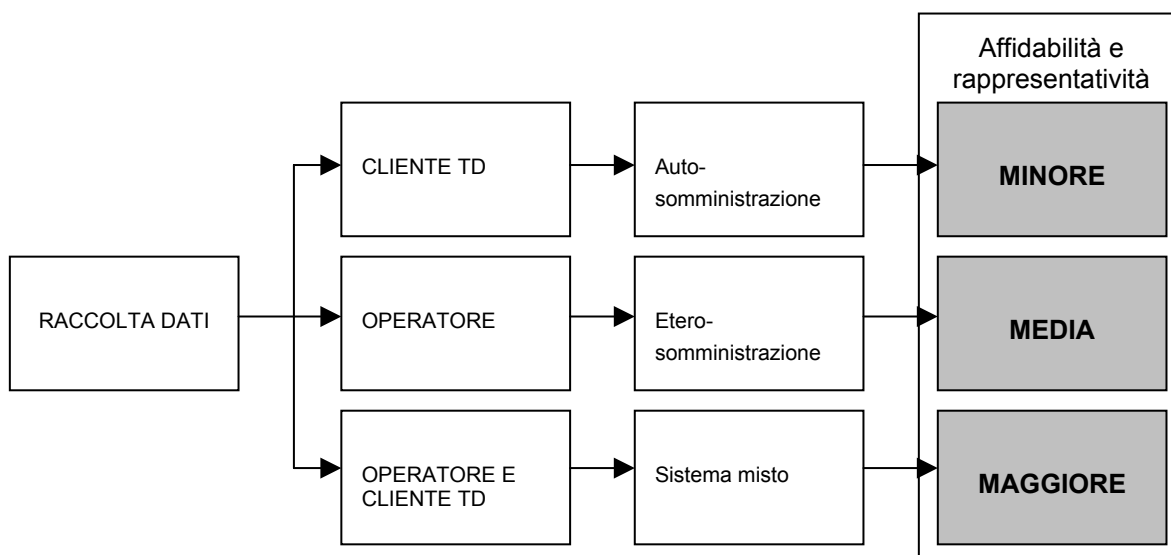 Affidabilità e
rappresentatività
CLIENTE TD
Auto-
somministrazione
MINORE
RACCOLTA DATI
OPERATORE
Etero-
somministrazione
MEDIA
OPERATORE E
CLIENTE TD
Sistema misto
MAGGIORE